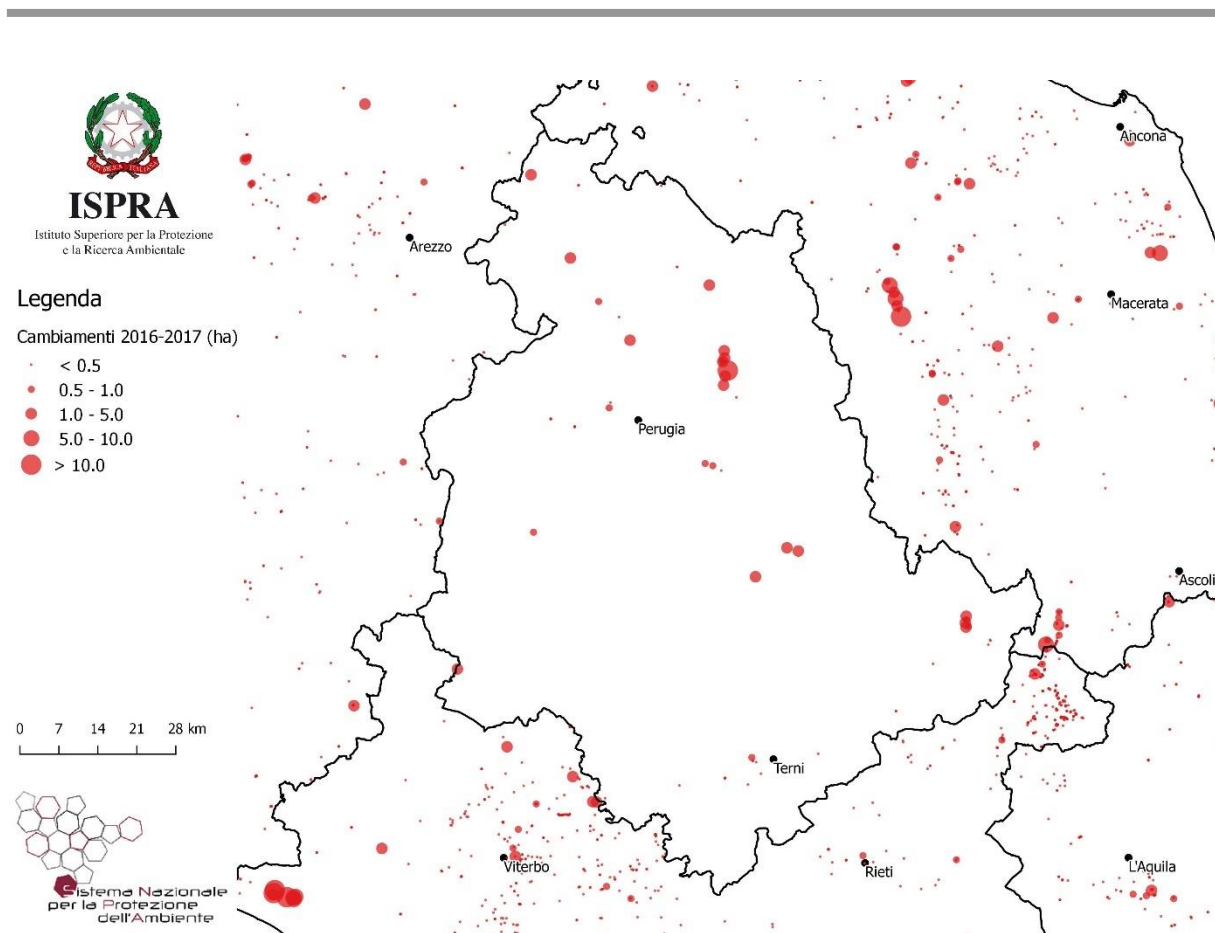 REPVBBLICA ITALIANA
ISPRA
Istituto Superiore per la Protezione
e la Ricerca Ambientale
Legenda
Cambiamenti 2016-2017 (ha)
< 0.5
0.5 - 1.0
1.0 - 5.0
5.0 - 10.0
> 10.0
0 7 14 21 28 km
Sistema Nazionale
per la Protezione
dell'Ambiente
Ancona
Arezzo
Macerata
Perugia
Ascoli
Terni
Viterbo
Rieti
L'Aquila